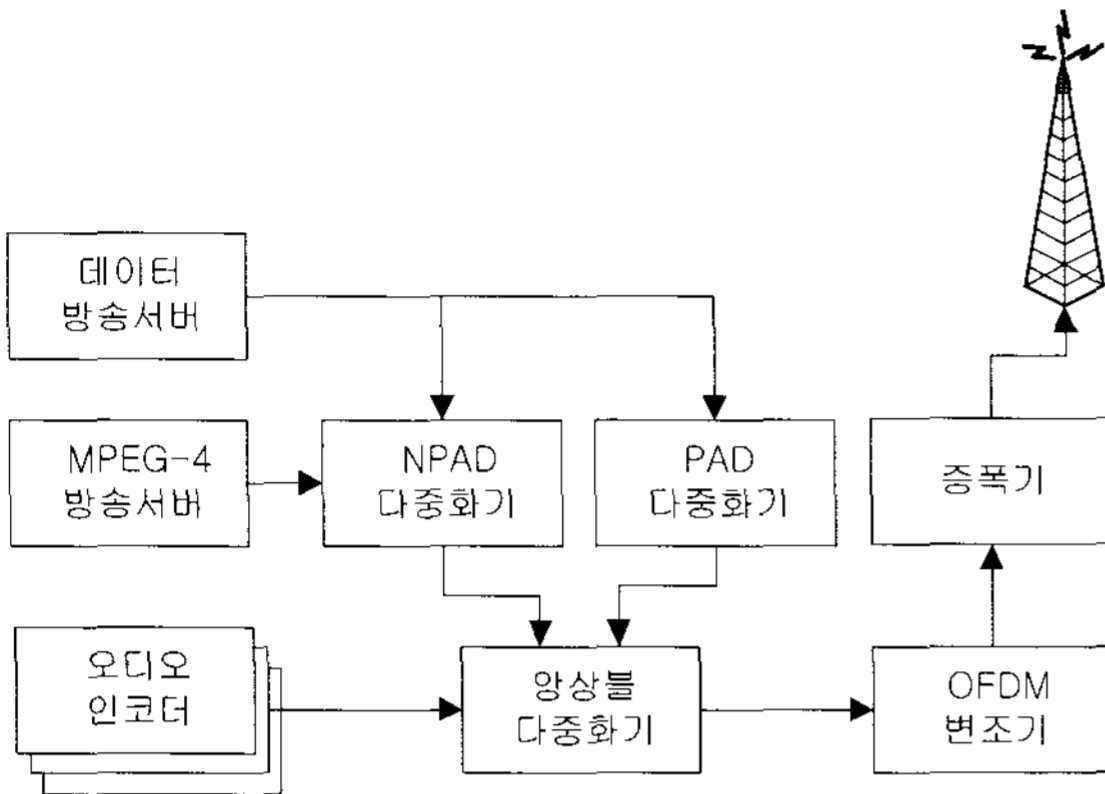 데이터
방송서버
MPEG-4
방송서버
NPAD
다중화기
PAD
다중화기
증폭기
오디오
인코더
앙상블
다중화기
OFDM
변조기